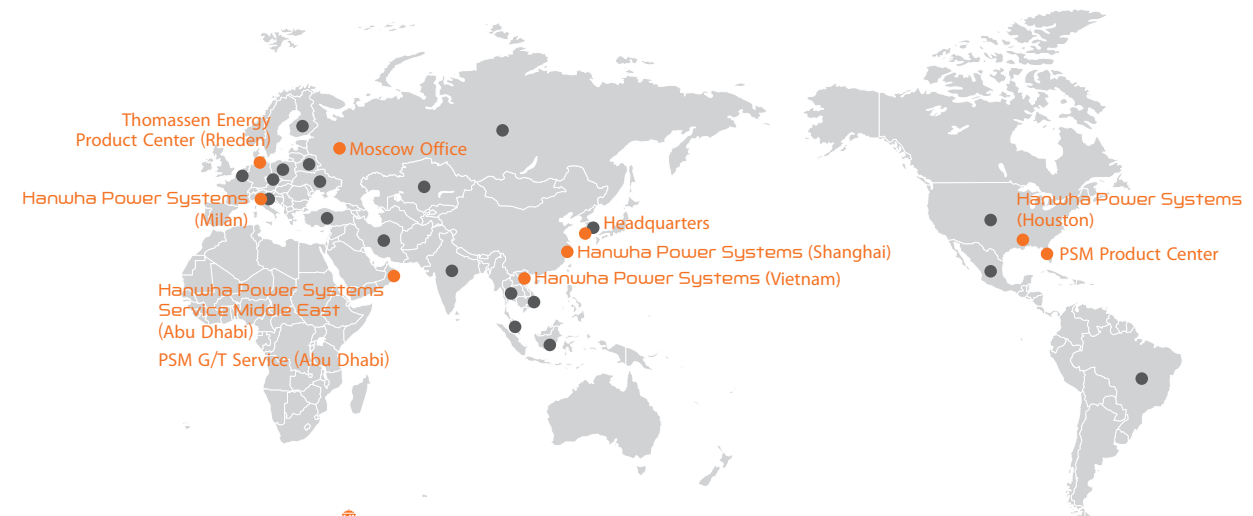 Thomassen Energy
Product Center (Rheden)
Moscow Office
Hanwha Power Systems
(Milan)
Headquarters
Hanwha Power Systems (Shanghai)
Hanwha Power Systems (Vietnam)
Hanwha Power Systems
Service Middle East
(Abu Dhabi)
PSM G/T Service (Abu Dhabi)
Hanwha Power Systems
(Houston)
PSM Product Center